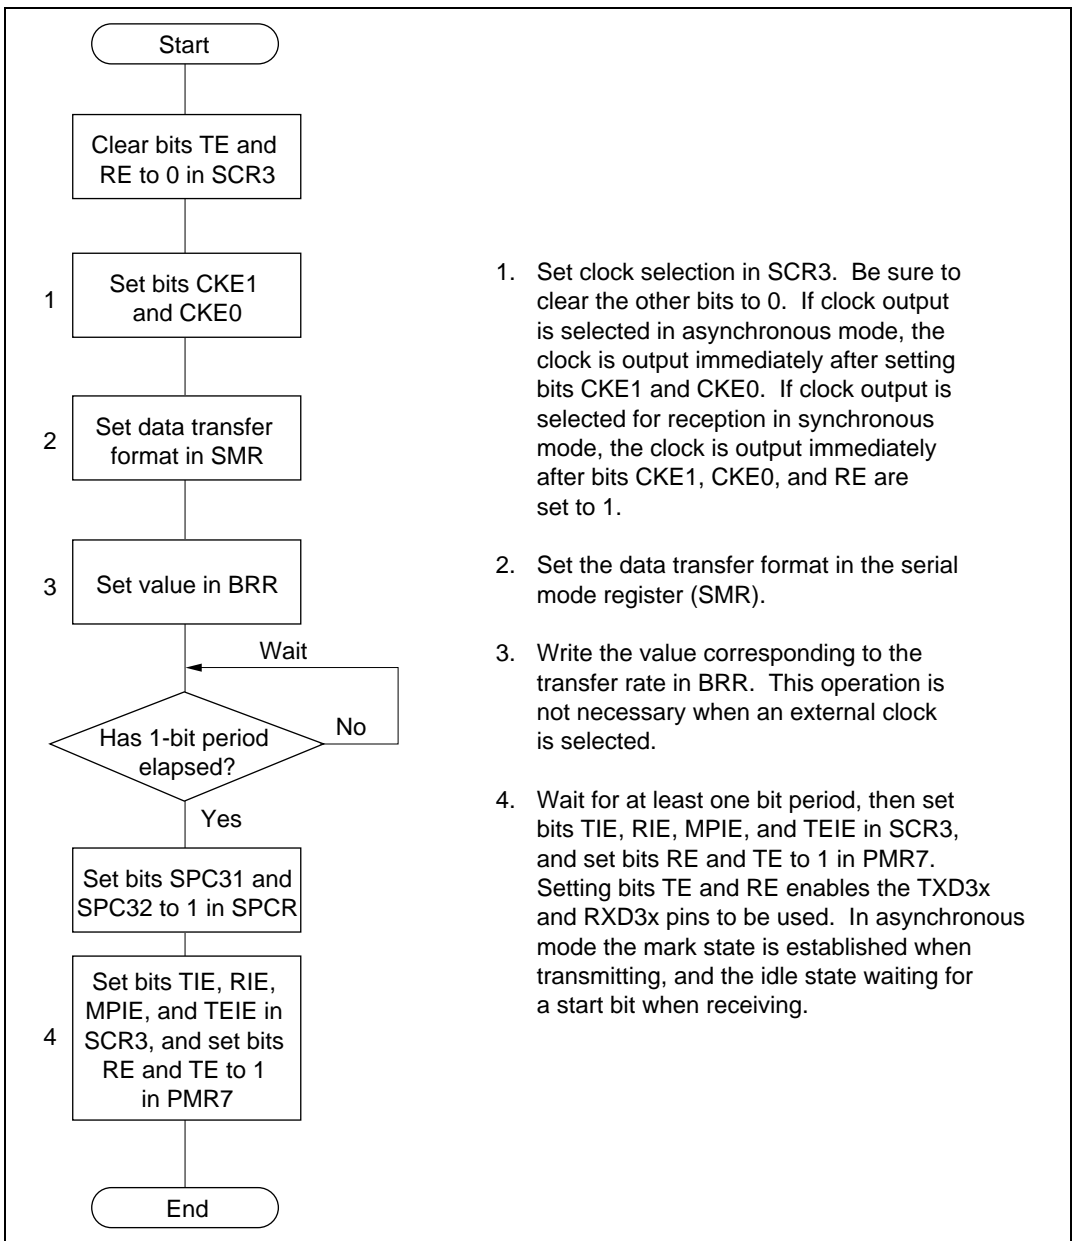 Start
Clear bits TE and
RE to 0 in SCR3
1
Set bits CKE1
and CKE0
2
Set data transfer
format in SMR
3
Set value in BRR
Wait
Has 1-bit period
elapsed?
No
Yes
Set bits SPC31 and
SPC32 to 1 in SPCR
4
Set bits TIE, RIE,
MPIE, and TEIE in
SCR3, and set bits
RE and TE to 1
in PMR7
End
1. Set clock selection in SCR3. Be sure to
clear the other bits to 0. If clock output
is selected in asynchronous mode, the
clock is output immediately after setting
bits CKE1 and CKE0. If clock output is
selected for reception in synchronous
mode, the clock is output immediately
after bits CKE1, CKE0, and RE are
set to 1.
2. Set the data transfer format in the serial
mode register (SMR).
3. Write the value corresponding to the
transfer rate in BRR. This operation is
not necessary when an external clock
is selected.
4. Wait for at least one bit period, then set
bits TIE, RIE, MPIE, and TEIE in SCR3,
and set bits RE and TE to 1 in PMR7.
Setting bits TE and RE enables the TXD3x
and RXD3x pins to be used. In asynchronous
mode the mark state is established when
transmitting, and the idle state waiting for
a start bit when receiving.